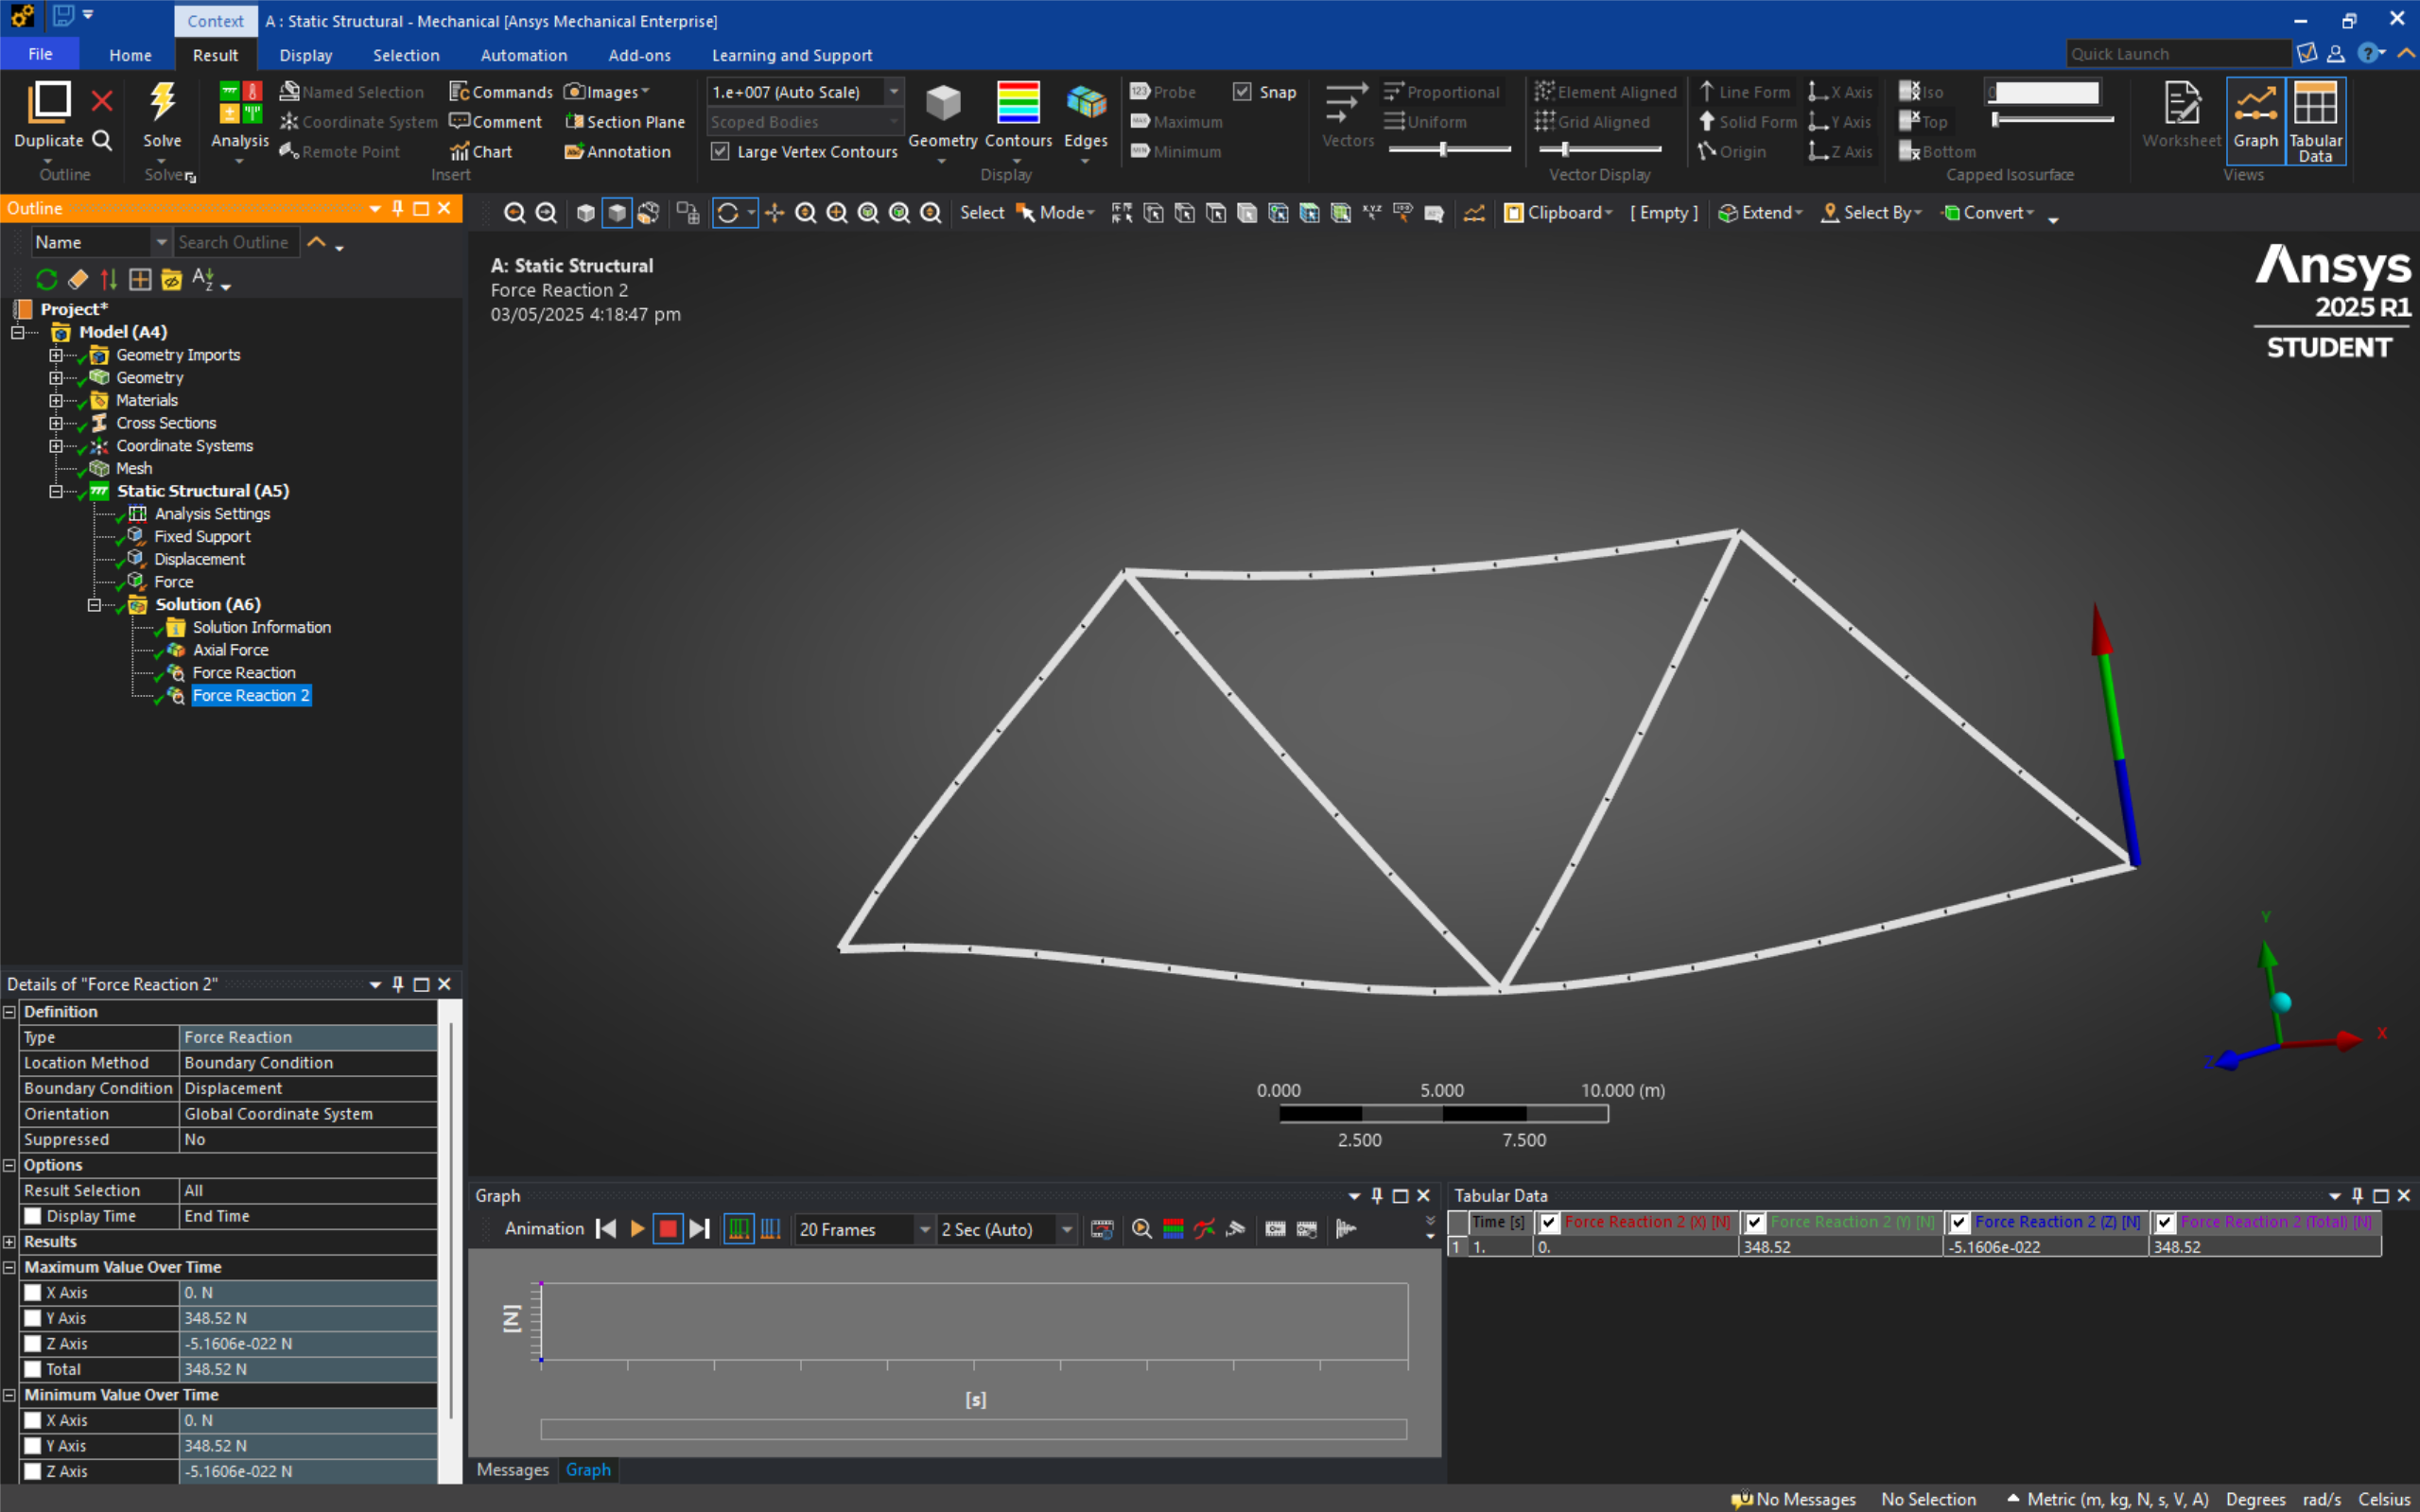 Context A : Static Structural - Mechanical [Ansys Mechanical Enterprise]
File Home Result Display Selection Automation Add-ons Learning and Support Quick Launch
Duplicate
Outline
Solve
Solver
Analysis
Named Selection
Coordinate System
Remote Point
Commands
Comment
Chart
Images
Section Plane
Annotation
Insert
1.e+007 (Auto Scale)
Scoped Bodies
Large Vertex Contours
Geometry Contours Edges
Display
Probe
Maximum
Minimum
Snap
Vectors
Proportional
Uniform
Element Aligned
Grid Aligned
Line Form
Solid Form
Origin
X Axis
Y Axis
Z Axis
Vector Display
Iso
Top
Bottom
0
Capped Isosurface
Worksheet Graph Tabular
Data
Views
Outline
Name Search Outline
Select Mode Clipboard [ Empty ] Extend Select By Convert
Project*
Model (A4)
Geometry Imports
Geometry
Materials
Cross Sections
Coordinate Systems
Mesh
Static Structural (A5)
Analysis Settings
Fixed Support
Displacement
Force
Solution (A6)
Solution Information
Axial Force
Force Reaction
Force Reaction 2
A: Static Structural
Force Reaction 2
03/05/2025 4:18:47 pm
Ansys
2025 R1
STUDENT
Y
X
Z
0.000 5.000 10.000 (m)
2.500 7.500
Details of "Force Reaction 2"
Definition
Type Force Reaction
Location Method Boundary Condition
Boundary Condition Displacement
Orientation Global Coordinate System
Suppressed No
Options
Result Selection All
Display Time End Time
Results
Maximum Value Over Time
X Axis 0. N
Y Axis 348.52 N
Z Axis -5.1606e-022 N
Total 348.52 N
Minimum Value Over Time
X Axis 0. N
Y Axis 348.52 N
Z Axis -5.1606e-022 N
Graph
Animation 20 Frames 2 Sec (Auto)
[N]
[s]
Messages Graph
Tabular Data
Time [s] Force Reaction 2 (X) [N] Force Reaction 2 (Y) [N] Force Reaction 2 (Z) [N] Force Reaction 2 (Total) [N]
1 1. 0. 348.52 -5.1606e-022 348.52
No Messages No Selection Metric (m, kg, N, s, V, A) Degrees rad/s Celsius